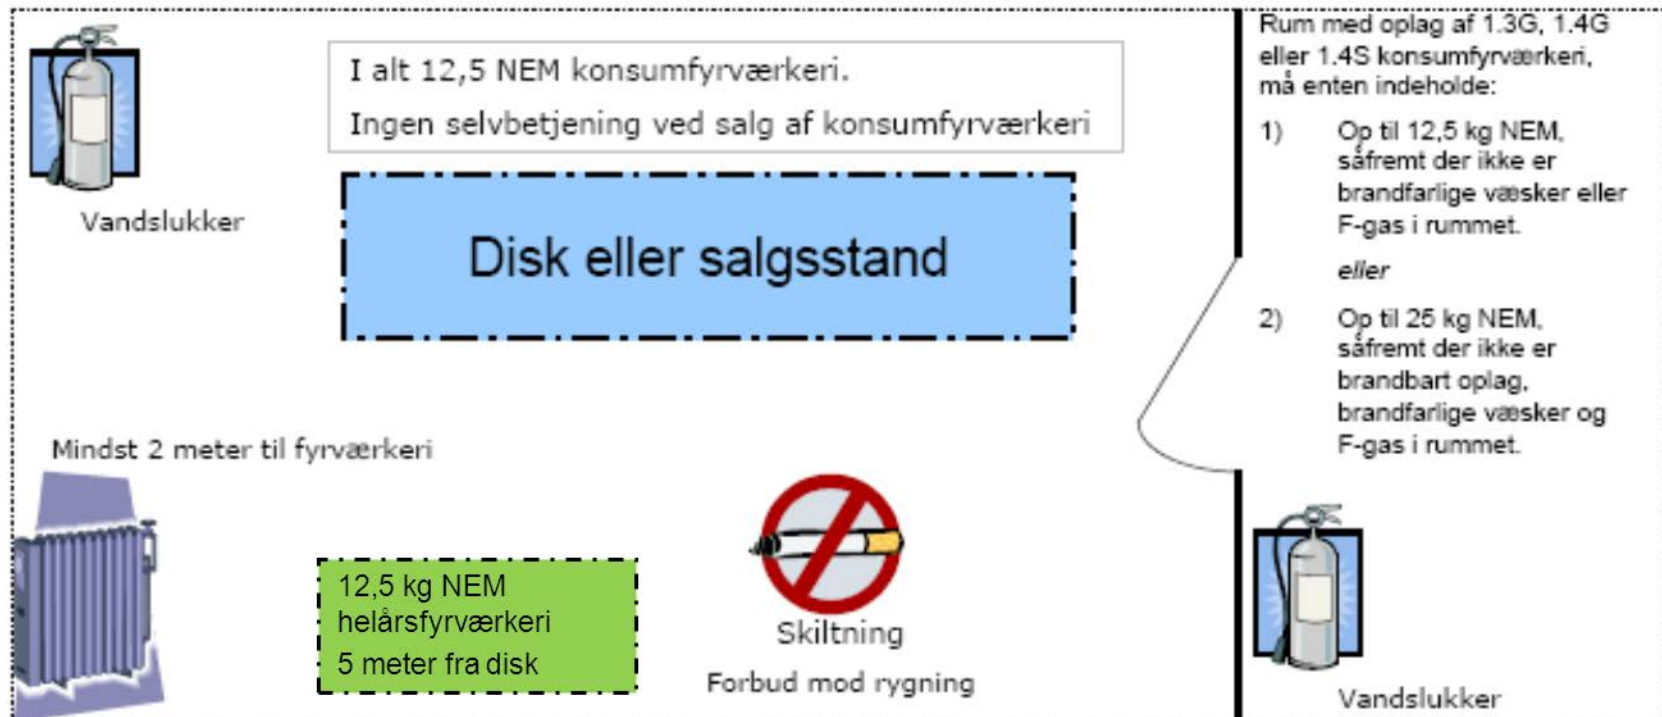 I alt 12,5 NEM konsumfyrværkeri.
Ingen selvbetjening ved salg af konsumfyrværkeri
Vandslukker
Disk eller salgsstand
Mindst 2 meter til fyrværkeri
12,5 kg NEM
helårsfyrværkeri
5 meter fra disk
Skiltning
Forbud mod rygning
Rum med oplag af 1.3G, 1.4G
eller 1.4S konsumfyrværkeri,
må enten indeholde:
1) Op til 12,5 kg NEM,
såfremt der ikke er
brandfarlige væsker eller
F-gas i rummet.
eller
2) Op til 25 kg NEM,
såfremt der ikke er
brandbart oplag,
brandfarlige væsker og
F-gas i rummet.
Vandslukker